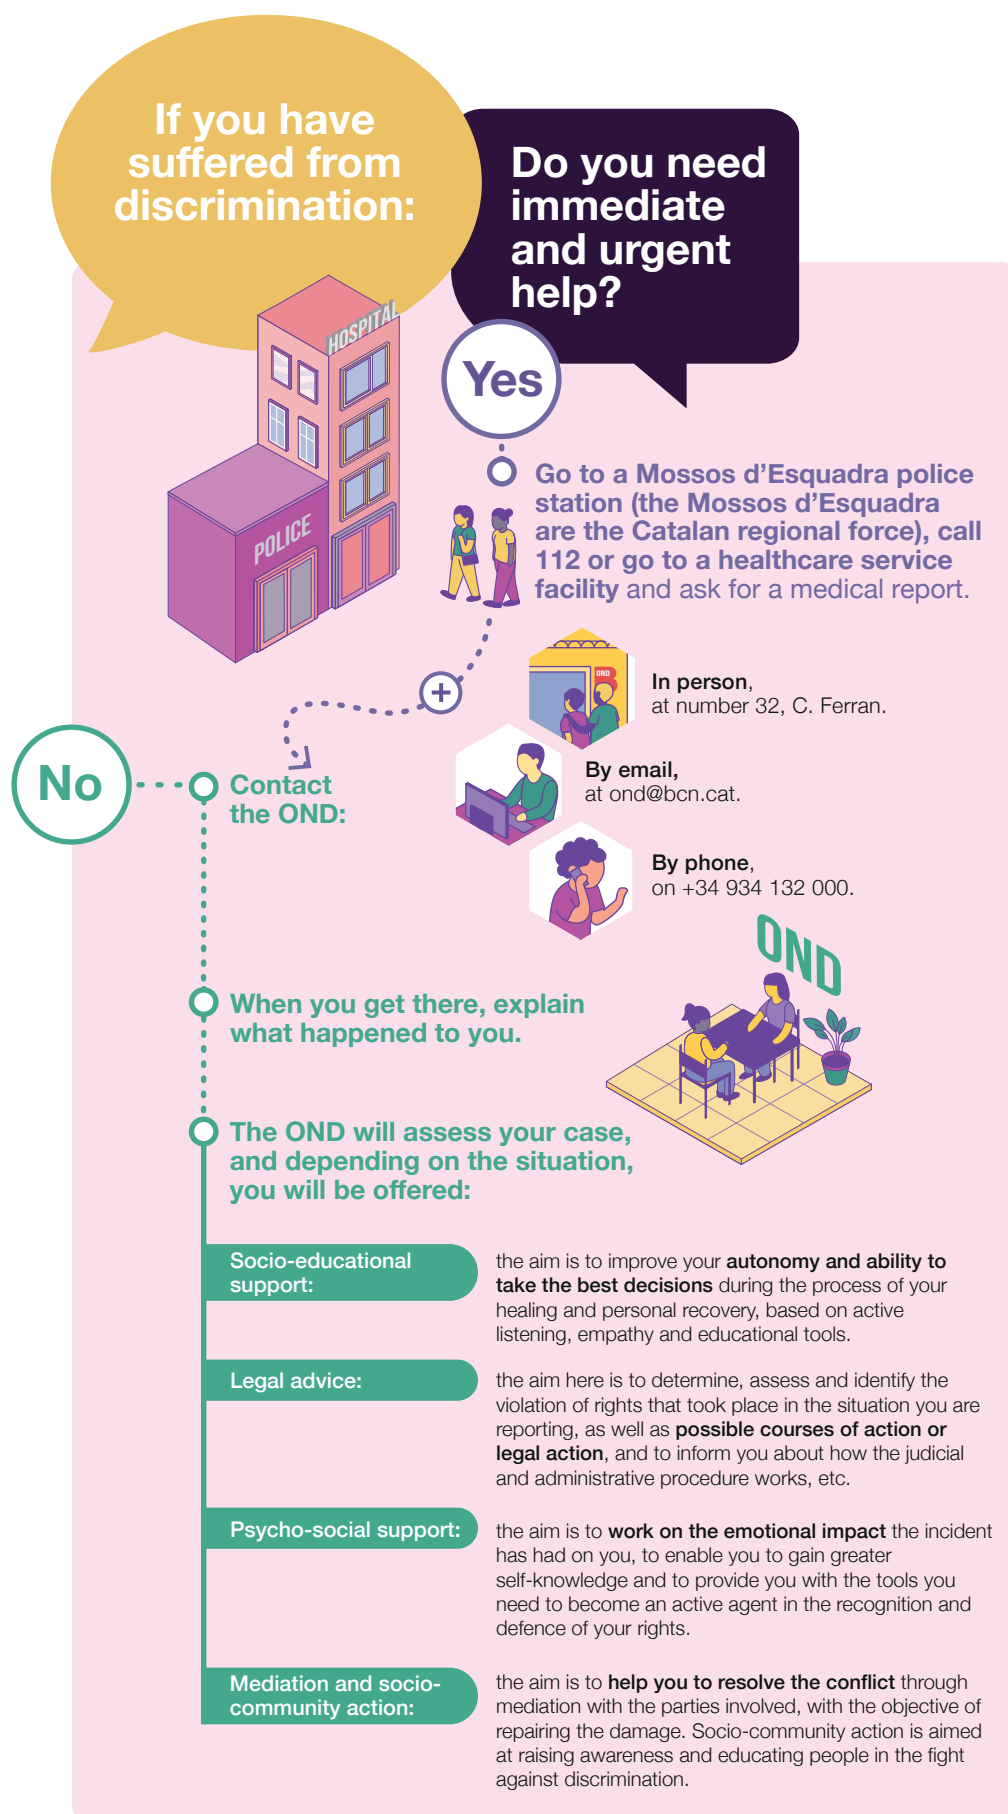 If you have
suffered from
discrimination:
Do you need
immediate
and urgent
help?
HOSPITAL
POLICE
Yes
Go to a Mossos d’Esquadra police
station (the Mossos d’Esquadra
are the Catalan regional force), call
112 or go to a healthcare service
facility and ask for a medical report.
+
OND
B
In person,
at number 32, C. Ferran.
By email,
at ond@bcn.cat.
By phone,
on +34 934 132 000.
No
Contact
the OND:
OND
When you get there, explain
what happened to you.
The OND will assess your case,
and depending on the situation,
you will be offered:
Socio-educational
support:
the aim is to improve your autonomy and ability to
take the best decisions during the process of your
healing and personal recovery, based on active
listening, empathy and educational tools.
Legal advice:
the aim here is to determine, assess and identify the
violation of rights that took place in the situation you are
reporting, as well as possible courses of action or
legal action, and to inform you about how the judicial
and administrative procedure works, etc.
Psycho-social support:
the aim is to work on the emotional impact the incident
has had on you, to enable you to gain greater
self-knowledge and to provide you with the tools you
need to become an active agent in the recognition and
defence of your rights.
Mediation and socio-
community action:
the aim is to help you to resolve the conflict through
mediation with the parties involved, with the objective of
repairing the damage. Socio-community action is aimed
at raising awareness and educating people in the fight
against discrimination.